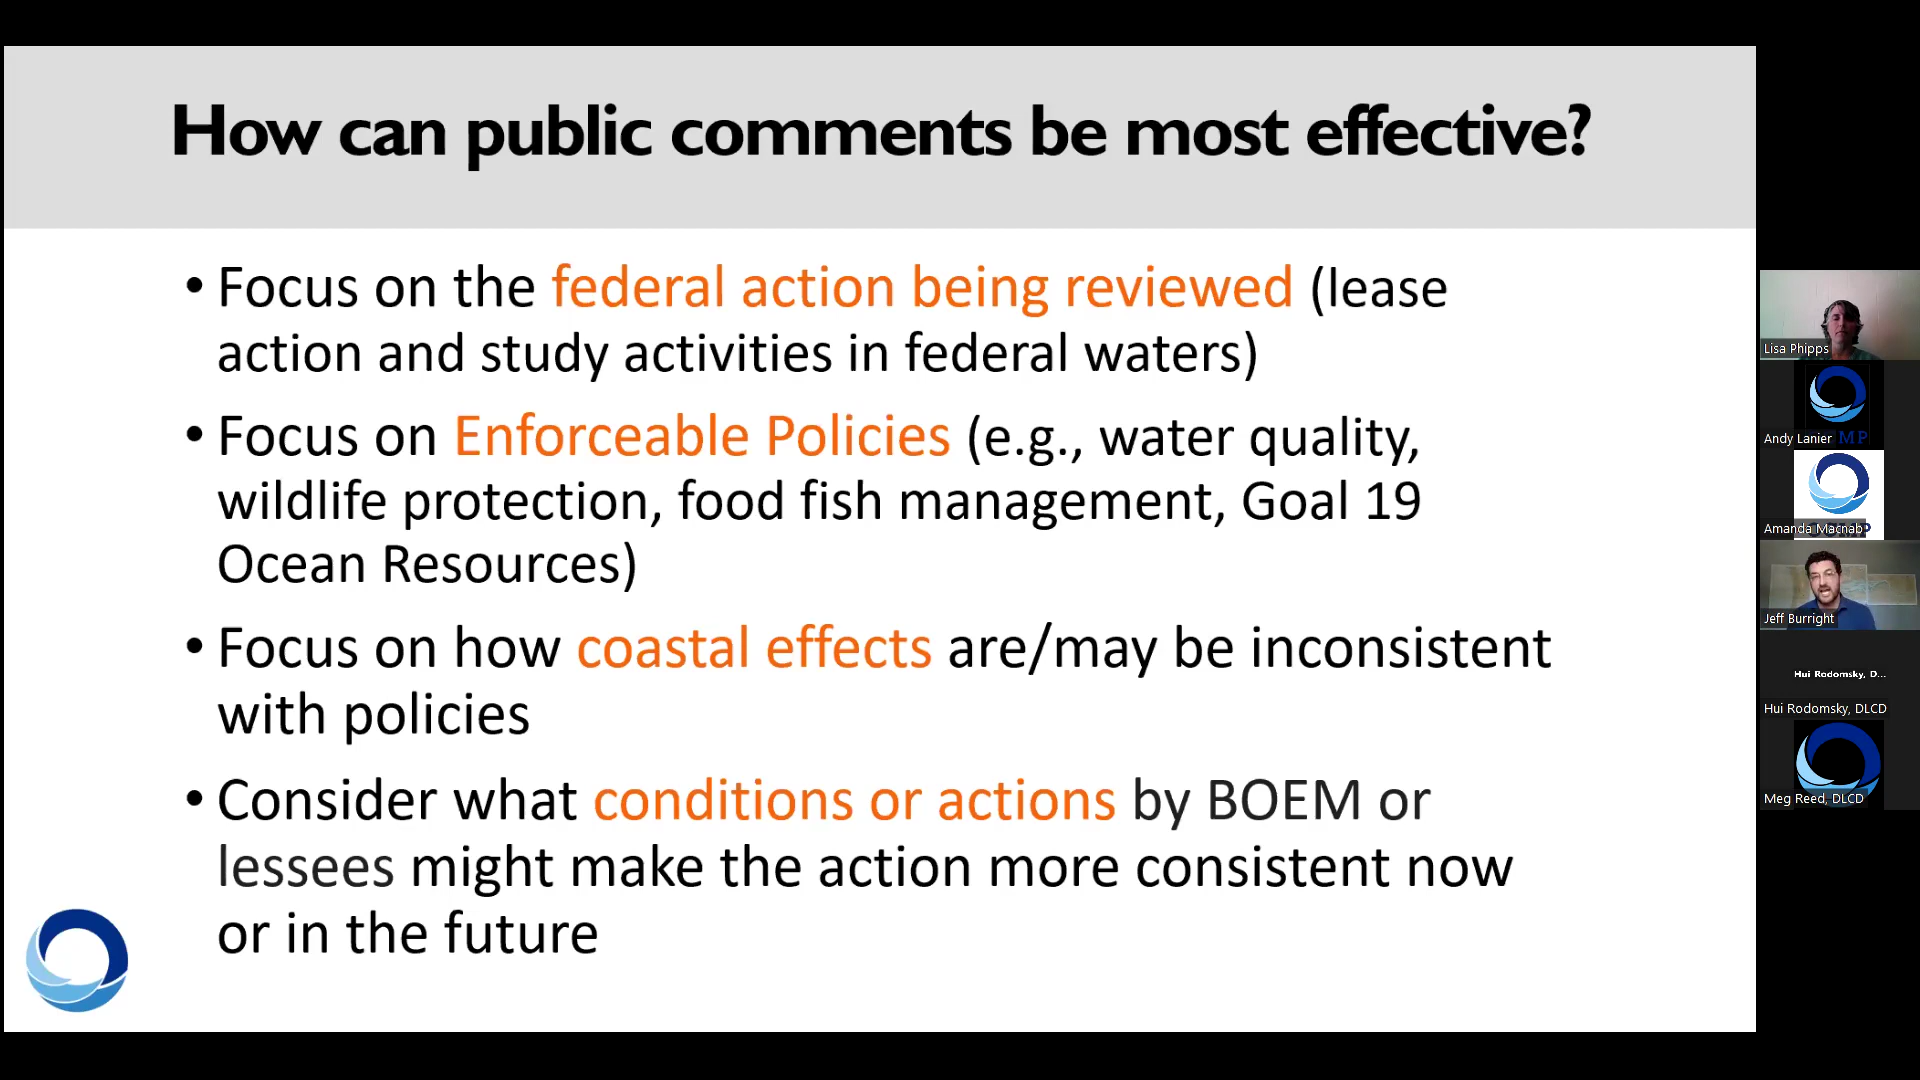 How can public comments be most effective?
• Focus on the federal action being reviewed (lease
action and study activities in federal waters)
• Focus on Enforceable Policies (e.g., water quality,
wildlife protection, food fish management, Goal 19
Ocean Resources)
• Focus on how coastal effects are/may be inconsistent
with policies
• Consider what conditions or actions by BOEM or
lessees might make the action more consistent now
or in the future
Lisa Phipps
Andy Lanier
MP
Amanda Macnab
Jeff Burright
Hui Rodomsky, D...
Hui Rodomsky, DLCD
Meg Reed, DLCD